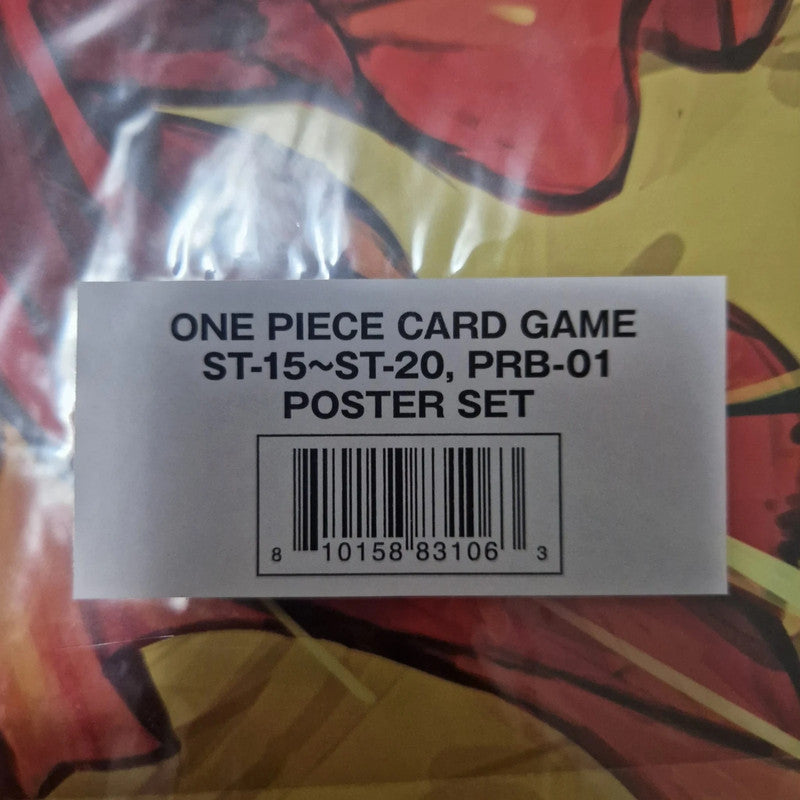 ONE PIECE CARD GAME
ST-15~ST-20, PRB-01
POSTER SET
8 10158 83106 3